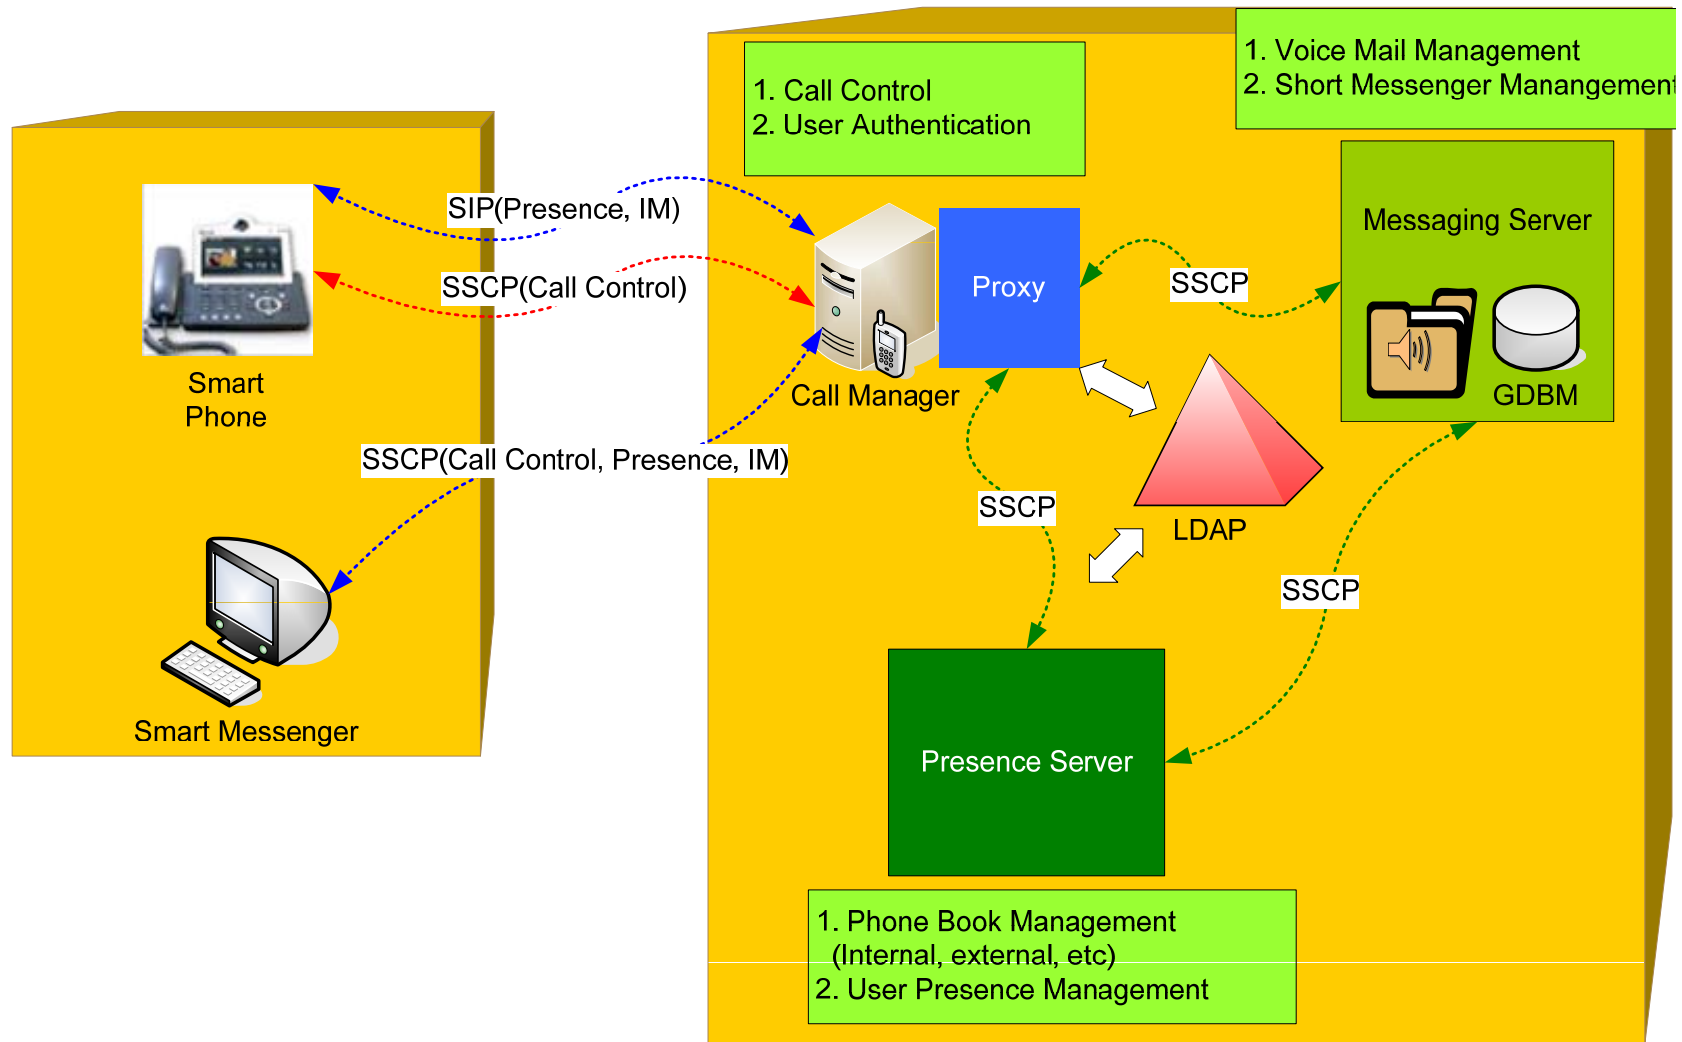 1. Voice Mail Management
2. Short Messenger Manangement
1. Call Control
2. User Authentication
SIP(Presence, IM)
Messaging Server
SSCP(Call Control)
Proxy
SSCP
Smart
Phone
Call Manager
GDBM
SSCP(Call Control, Presence, IM)
SSCP
LDAP
SSCP
Smart Messenger
Presence Server
1. Phone Book Management
(Internal, external, etc)
2. User Presence Management